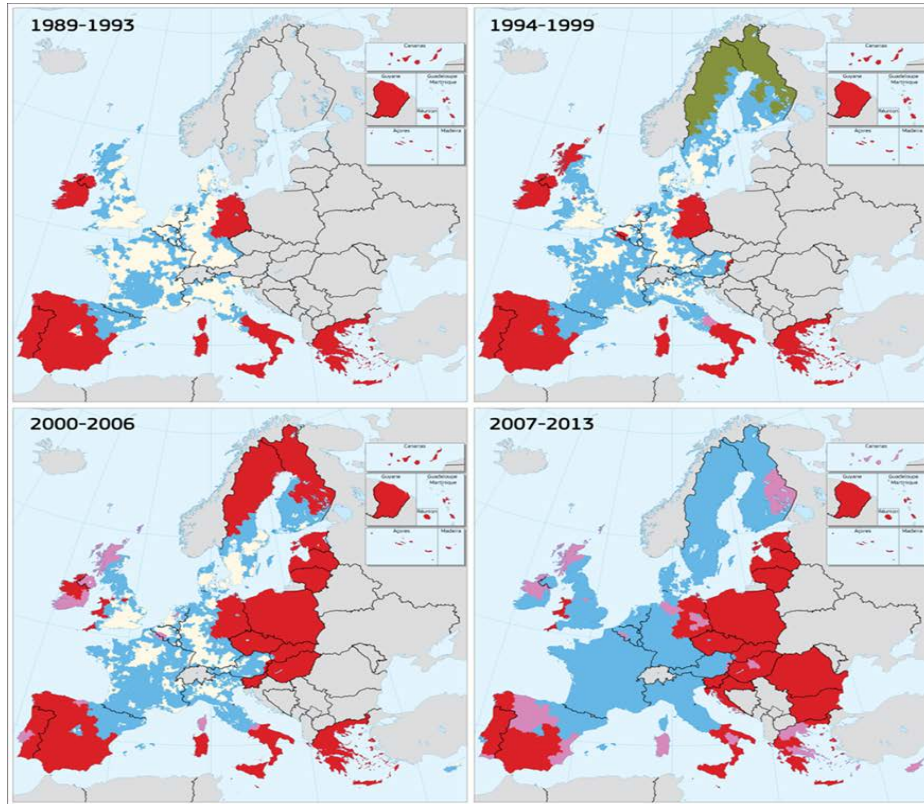 1989-1993
Canarias
Guyane
Guadeloupe
Martinique
Réunion
Açores
Madeira
1994-1999
Canarias
Guyane
Guadeloupe
Martinique
Réunion
Açores
Madeira
2000-2006
Canarias
Guyane
Guadeloupe
Martinique
Réunion
Açores
Madeira
2007-2013
Canarias
Guyane
Guadeloupe
Martinique
Réunion
Açores
Madeira